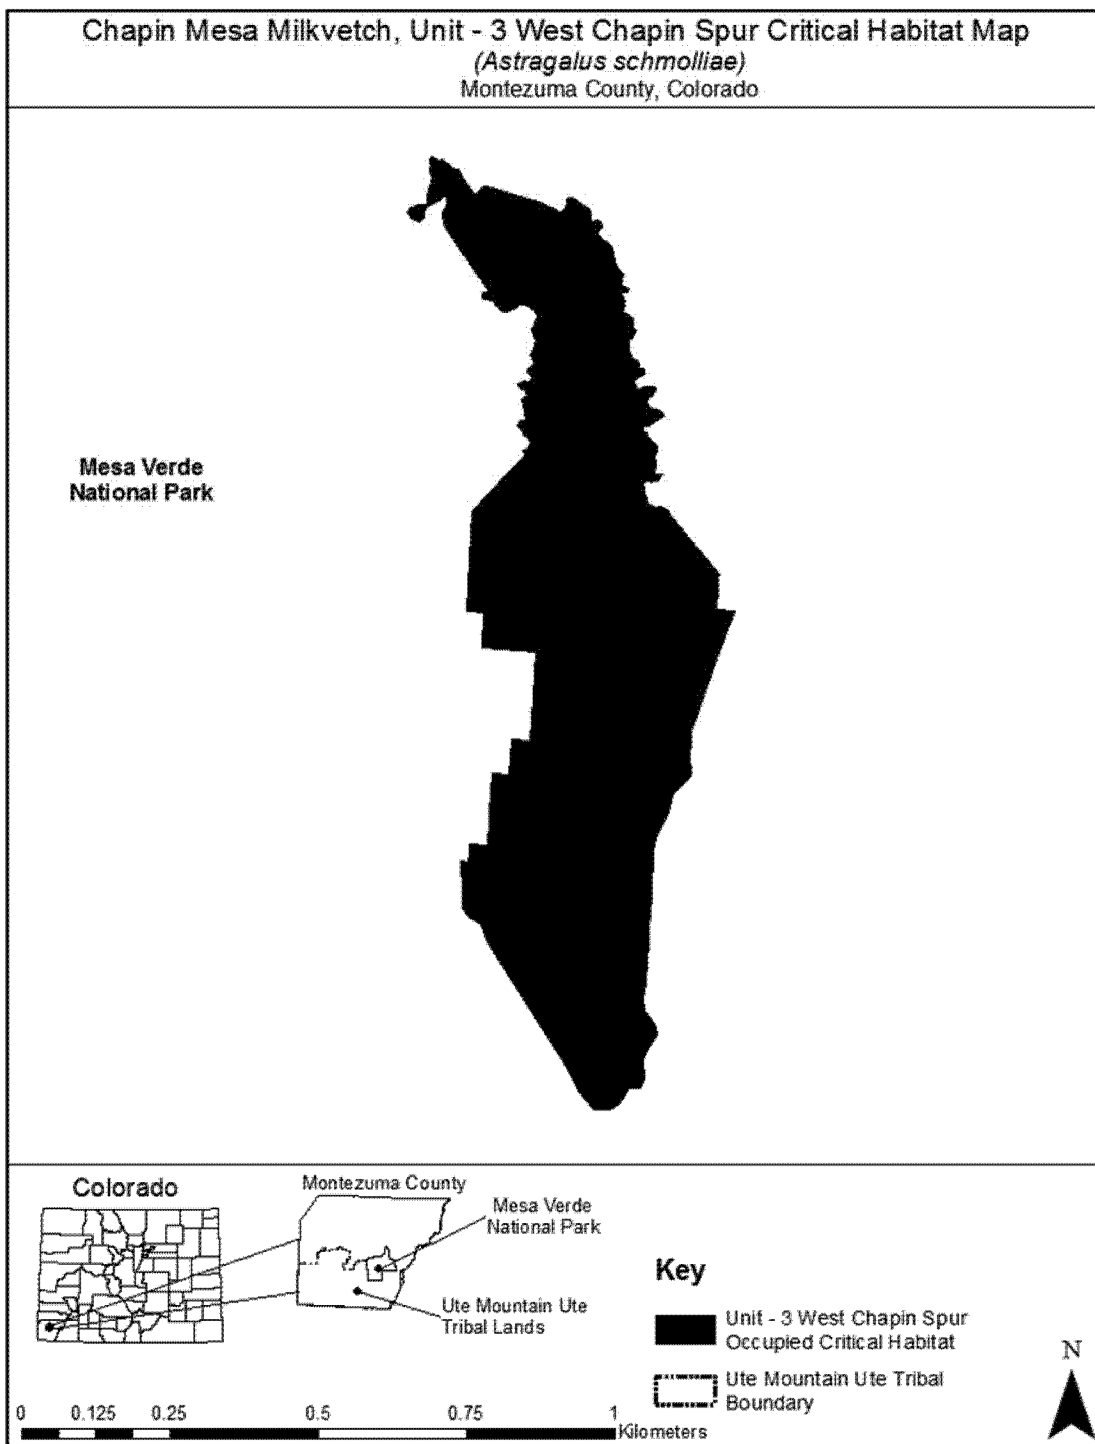 Chapin Mesa Milkvetch, Unit - 3 West Chapin Spur Critical Habitat Map
(Astragalus schmolliae)
Montezuma County, Colorado
Mesa Verde
National Park
Colorado
Montezuma County
Mesa Verde
National Park
Ute Mountain Ute
Tribal Lands
Key
Unit - 3 West Chapin Spur
Occupied Critical Habitat
Ute Mountain Ute Tribal
Boundary
N
0 0.125 0.25 0.5 0.75 1
Kilometers